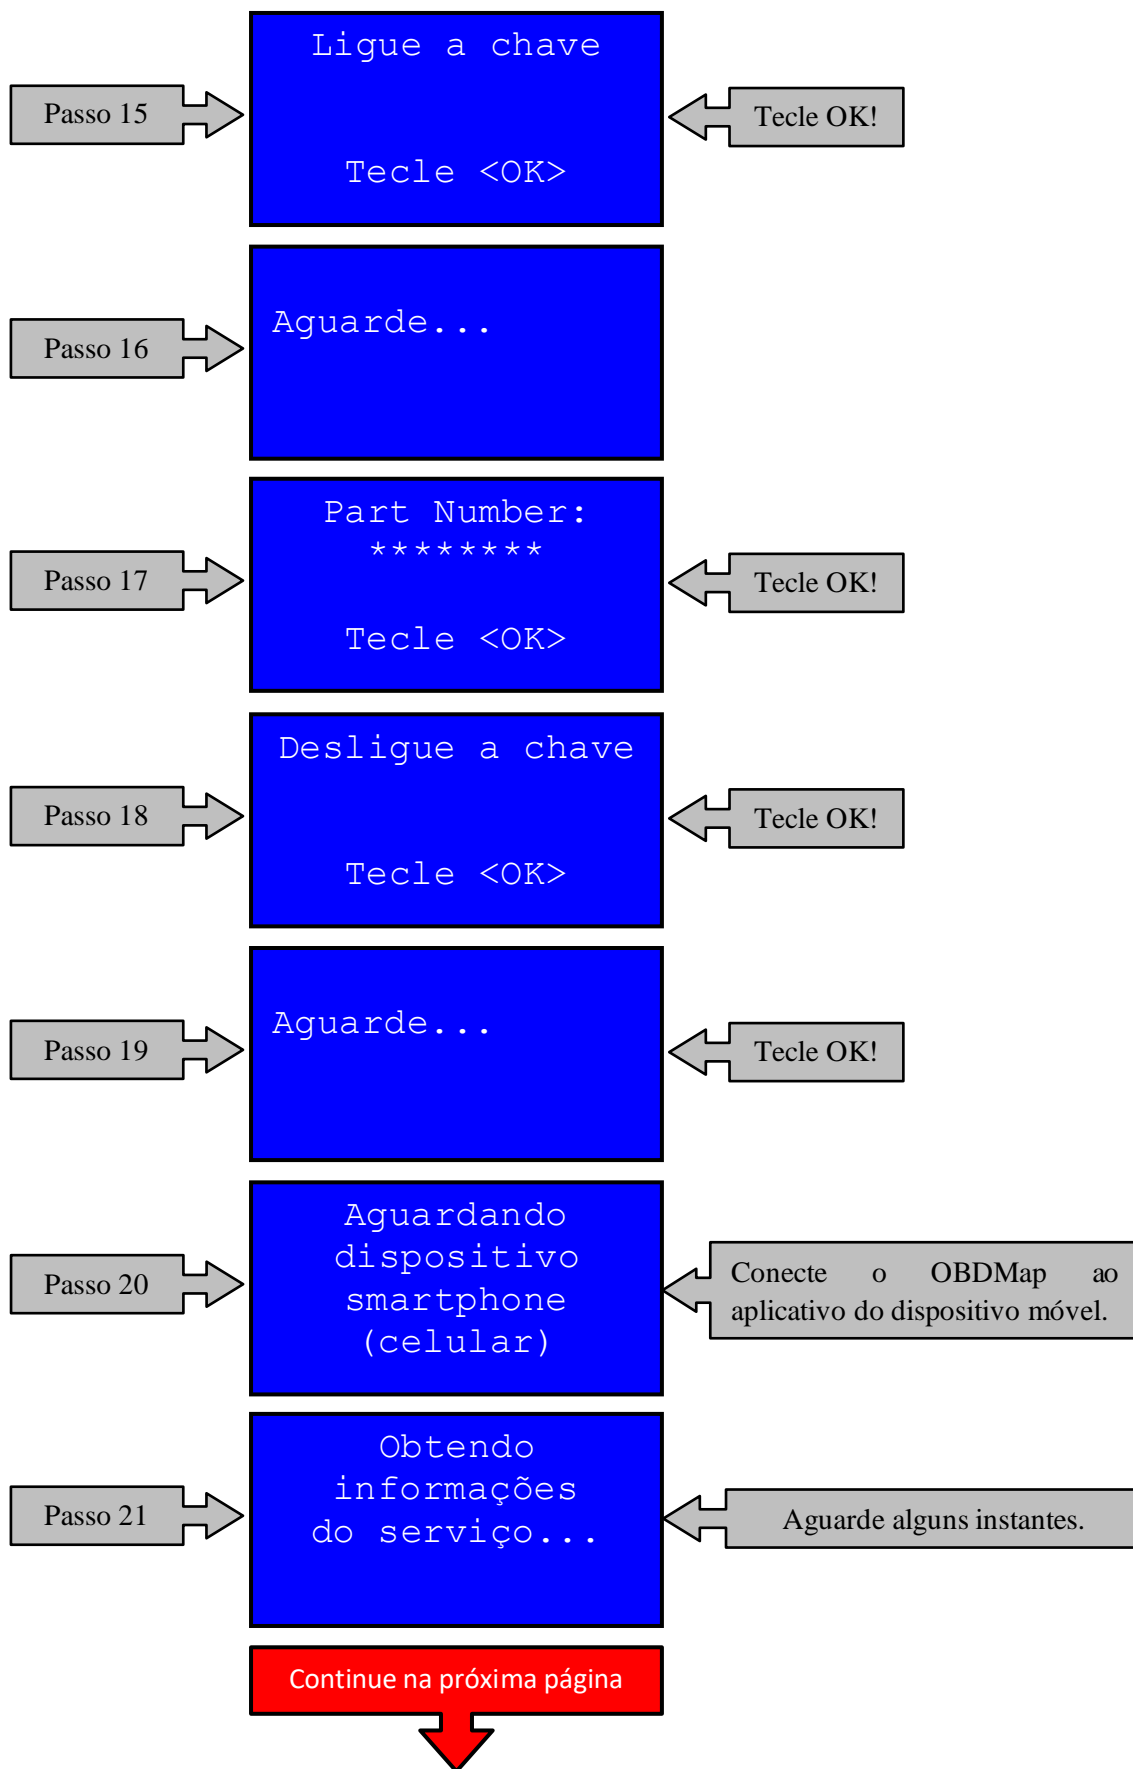 Ligue a chave
Passo 15
Tecle OK!
Tecle <OK>
Aguarde...
Passo 16
Part Number:
********
Passo 17
Tecle OK!
Tecle <OK>
Desligue a chave
Passo 18
Tecle OK!
Tecle <OK>
Aguarde...
Passo 19
Tecle OK!
Aguardando
dispositivo
smartphone
(celular)
Passo 20
Conecte o OBDMap ao
aplicativo do dispositivo móvel.
Obtendo
informações
do serviço...
Passo 21
Aguarde alguns instantes.
Continue na próxima página